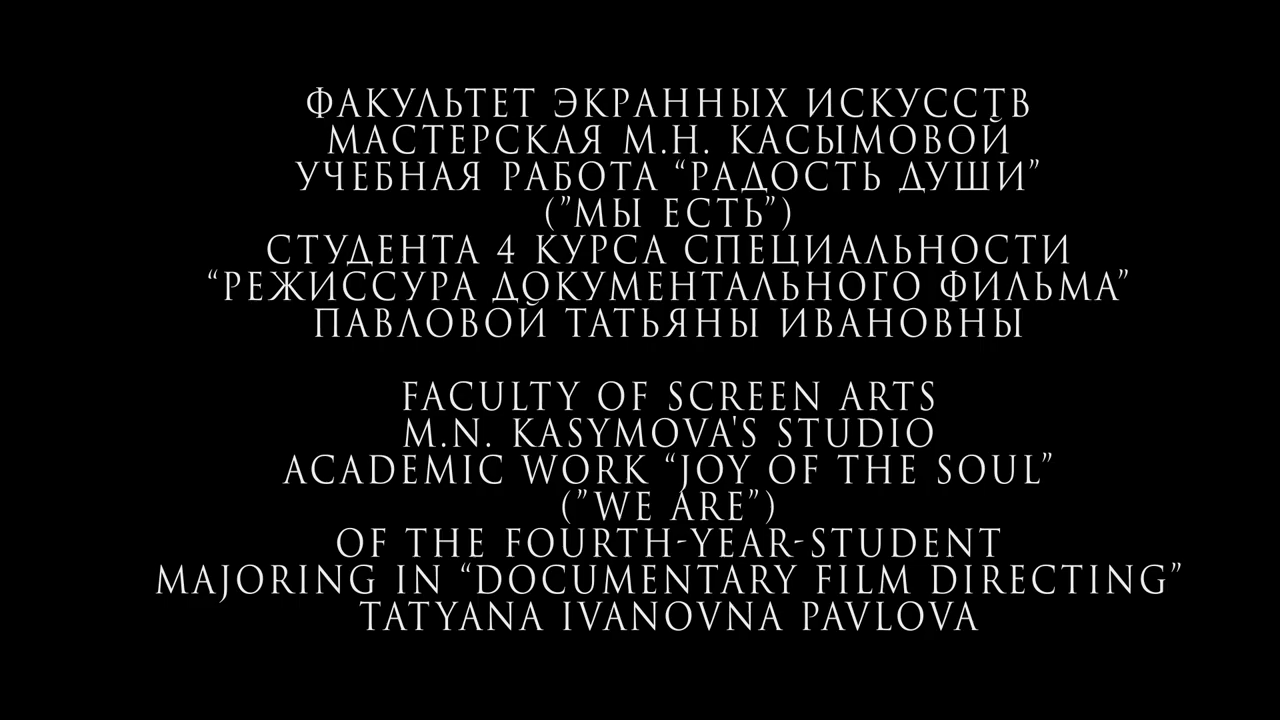 ФАКУЛЬТЕТ ЭКРАННЫХ ИСКУССТВ
МАСТЕРСКАЯ М.Н. КАСЫМОВОЙ
УЧЕБНАЯ РАБОТА “РАДОСТЬ ДУШИ”
(”МЫ ЕСТЬ”)
СТУДЕНТА 4 КУРСА СПЕЦИАЛЬНОСТИ
“РЕЖИССУРА ДОКУМЕНТАЛЬНОГО ФИЛЬМА”
ПАВЛОВОЙ ТАТЬЯНЫ ИВАНОВНЫ
FACULTY OF SCREEN ARTS
M.N. KASYMOVA'S STUDIO
ACADEMIC WORK “JOY OF THE SOUL”
(”WE ARE”)
OF THE FOURTH-YEAR-STUDENT
MAJORING IN “DOCUMENTARY FILM DIRECTING”
TATYANA IVANOVNA PAVLOVA